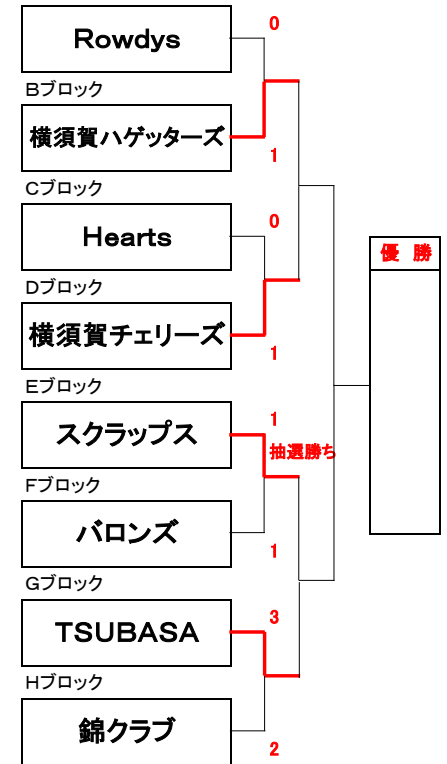 Rowdys
0
Bブロック
横須賀ハゲッターズ
1
Cブロック
0
Hearts
優 勝
Dブロック
横須賀チェリーズ
1
Eブロック
1
スクラップス
抽選勝ち
Fブロック
バロンズ
1
Gブロック
3
TSUBASA
Hブロック
錦クラブ
2